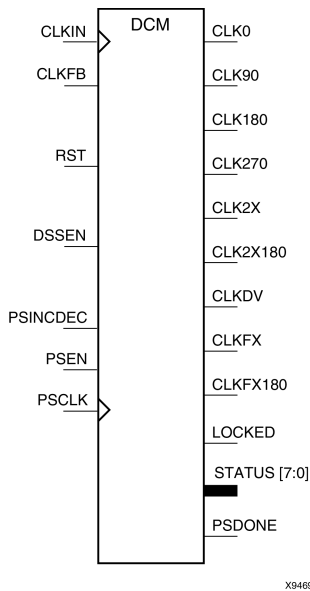 DCM
CLKIN
CLKFB
RST
DSSEN
PSINCDEC
PSEN
PSCLK
CLK0
CLK90
CLK180
CLK270
CLK2X
CLK2X180
CLKDV
CLKFX
CLKFX180
LOCKED
STATUS [7:0]
PSDONE
X9469